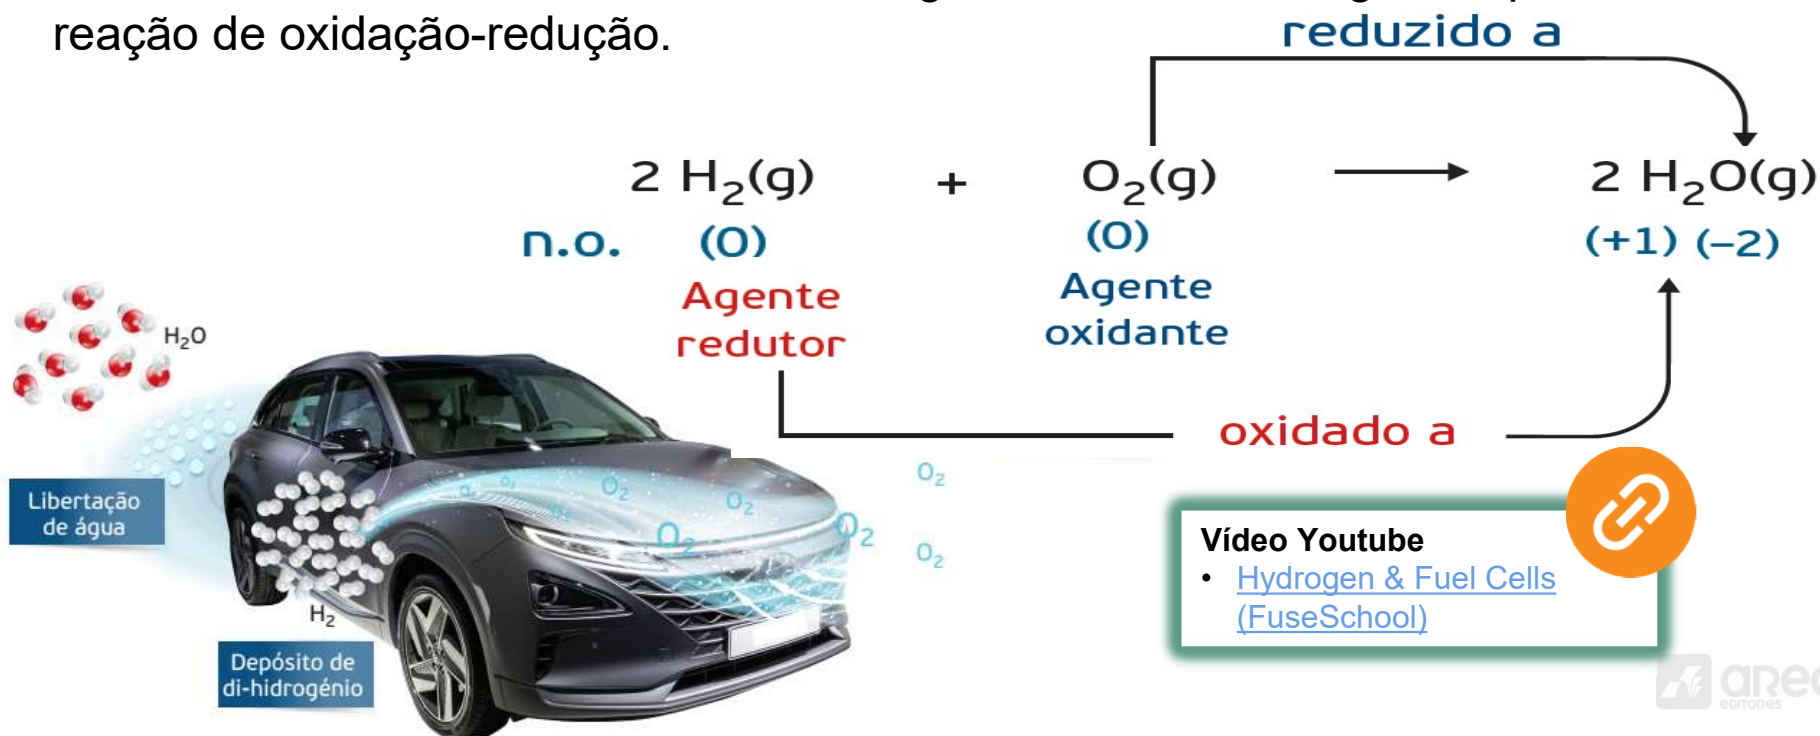 reação de oxidação-redução.
reduzido a
2 H₂(g) + O₂(g) → 2 H₂O(g)
n.o. (0) (0) (+1) (–2)
Agente
redutor
Agente
oxidante
oxidado a
H₂O
Libertação
de água
O₂
O₂
O₂
O₂
O₂
O₂
H₂
Depósito de
di-hidrogénio
Vídeo Youtube
• Hydrogen & Fuel Cells
(FuseSchool)
EDITORES